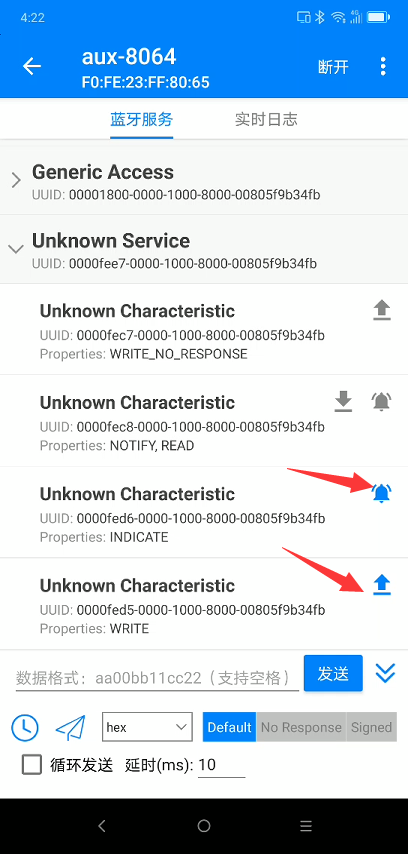 4:22
4G
aux-8064
断开
F0:FE:23:FF:80:65
蓝牙服务 实时日志
Generic Access
UUID: 00001800-0000-1000-8000-00805f9b34fb
Unknown Service
UUID: 0000fee7-0000-1000-8000-00805f9b34fb
Unknown Characteristic
UUID: 0000fec7-0000-1000-8000-00805f9b34fb
Properties: WRITE_NO_RESPONSE
Unknown Characteristic
UUID: 0000fec8-0000-1000-8000-00805f9b34fb
Properties: NOTIFY, READ
Unknown Characteristic
UUID: 0000fed6-0000-1000-8000-00805f9b34fb
Properties: INDICATE
Unknown Characteristic
UUID: 0000fed5-0000-1000-8000-00805f9b34fb
Properties: WRITE
数据格式：aa00bb11cc22（支持空格） 发送
hex Default No Response Signed
循环发送 延时(ms): 10